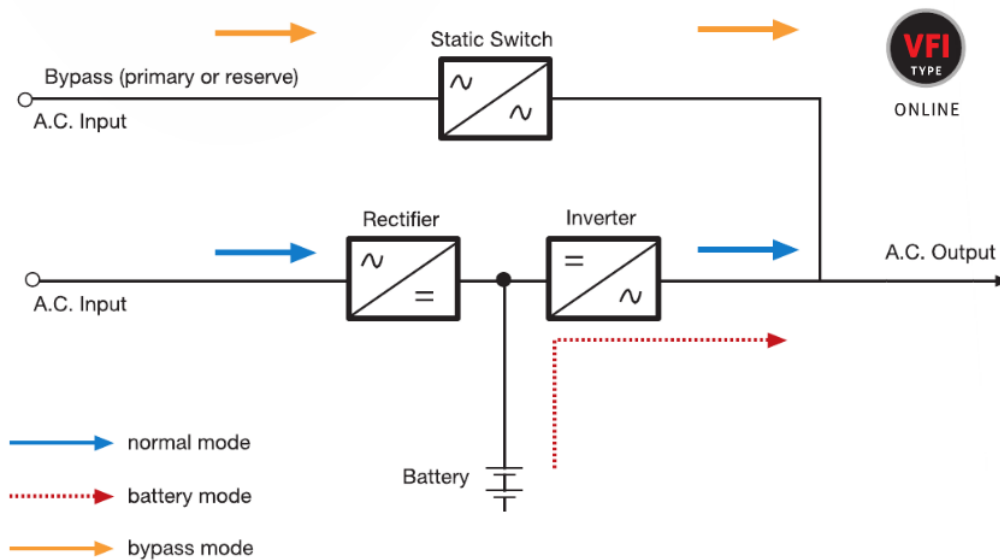 Static Switch
VFI
TYPE
ONLINE
Bypass (primary or reserve)
A.C. Input
Rectifier
Inverter
A.C. Output
A.C. Input
normal mode
Battery
battery mode
bypass mode